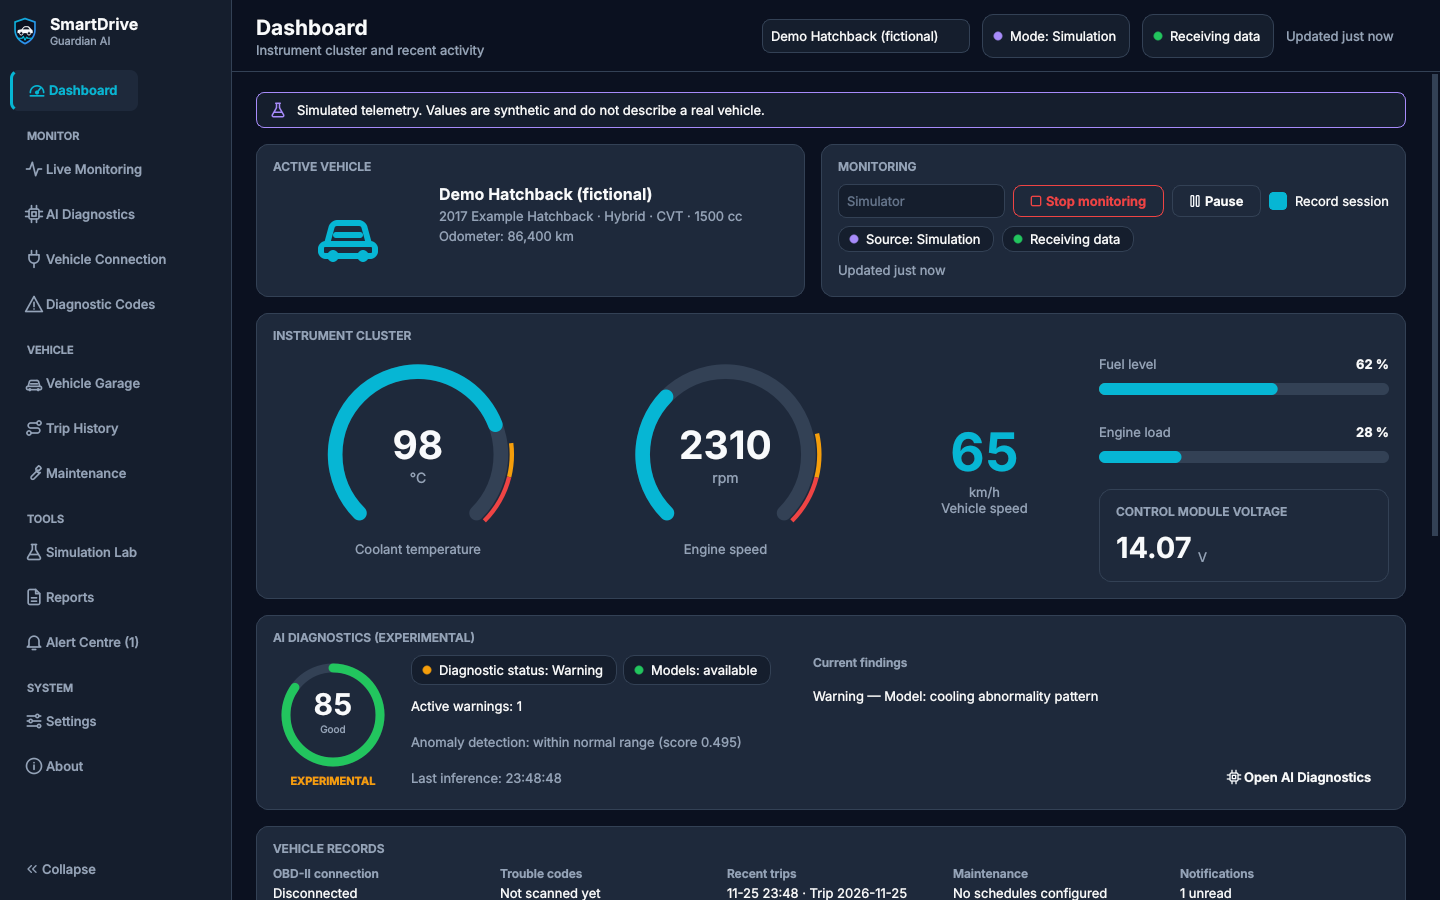 SmartDrive
Guardian AI
Dashboard
MONITOR
Live Monitoring
AI Diagnostics
Vehicle Connection
Diagnostic Codes
VEHICLE
Vehicle Garage
Trip History
Maintenance
TOOLS
Simulation Lab
Reports
Alert Centre (1)
SYSTEM
Settings
About
Collapse
Dashboard
Instrument cluster and recent activity
Demo Hatchback (fictional)
Mode: Simulation
Receiving data
Updated just now
Simulated telemetry. Values are synthetic and do not describe a real vehicle.
ACTIVE VEHICLE
Demo Hatchback (fictional)
2017 Example Hatchback · Hybrid · CVT · 1500 cc
Odometer: 86,400 km
MONITORING
Simulator
Stop monitoring
Pause
Record session
Source: Simulation
Receiving data
Updated just now
INSTRUMENT CLUSTER
98
°C
Coolant temperature
2310
rpm
Engine speed
65
km/h
Vehicle speed
Fuel level 62 %
Engine load 28 %
CONTROL MODULE VOLTAGE
14.07 V
AI DIAGNOSTICS (EXPERIMENTAL)
85
Good
EXPERIMENTAL
Diagnostic status: Warning
Models: available
Active warnings: 1
Anomaly detection: within normal range (score 0.495)
Last inference: 23:48:48
Current findings
Warning — Model: cooling abnormality pattern
Open AI Diagnostics
VEHICLE RECORDS
OBD-II connection
Disconnected
Trouble codes
Not scanned yet
Recent trips
11-25 23:48 · Trip 2026-11-25
Maintenance
No schedules configured
Notifications
1 unread